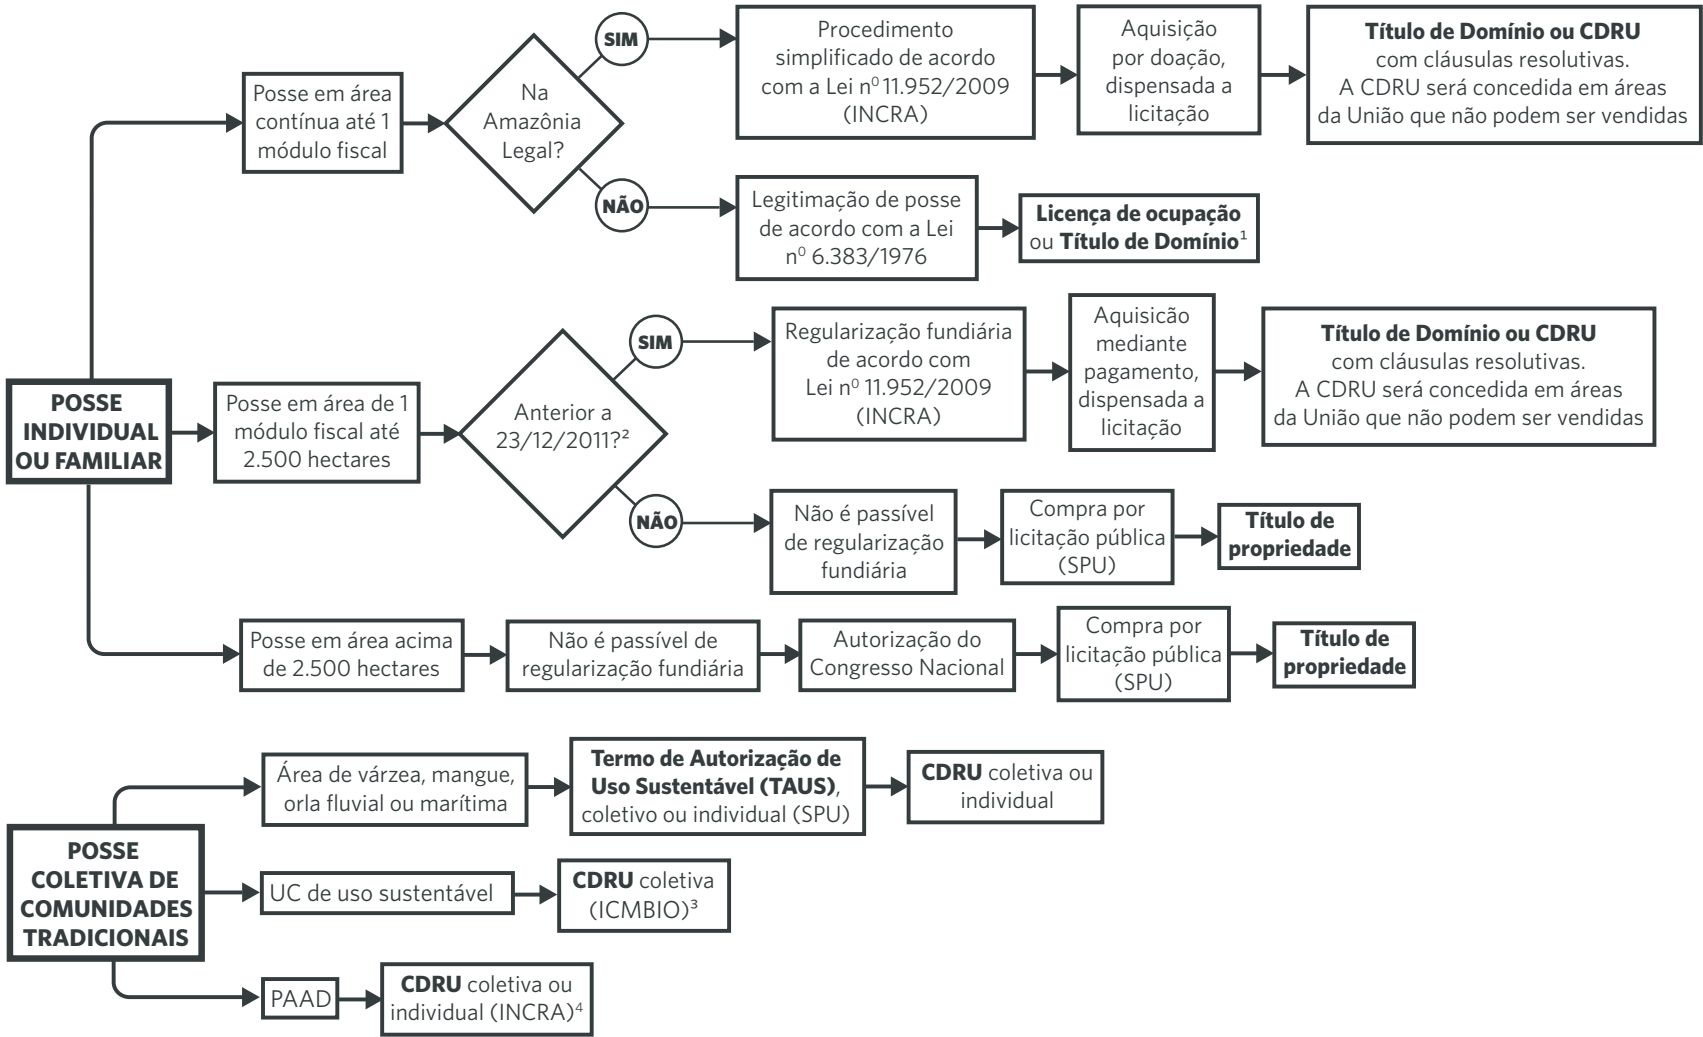 Posse em área
contínua até 1
módulo fiscal
Na
Amazônia
Legal?
SIM
Procedimento
simplificado de acordo
com a Lei n⁰ 11.952/2009
(INCRA)
Aquisição
por doação,
dispensada a
licitação
Título de Domínio ou CDRU
com cláusulas resolutivas.
A CDRU será concedida em áreas
da União que não podem ser vendidas
NÃO
Legitimação de posse
de acordo com a Lei
n⁰ 6.383/1976
Licença de ocupação
ou Título de Domínio¹
POSSE
INDIVIDUAL
OU FAMILIAR
Posse em área de 1
módulo fiscal até
2.500 hectares
Anterior a
23/12/2011?²
SIM
Regularização fundiária
de acordo com
Lei n⁰ 11.952/2009
(INCRA)
Aquisicão
mediante
pagamento,
dispensada a
licitação
Título de Domínio ou CDRU
com cláusulas resolutivas.
A CDRU será concedida em áreas
da União que não podem ser vendidas
NÃO
Não é passível
de regularização
fundiária
Compra por
licitação pública
(SPU)
Título de
propriedade
Posse em área acima
de 2.500 hectares
Não é passível de
regularização fundiária
Autorização do
Congresso Nacional
Compra por
licitação pública
(SPU)
Título de
propriedade
POSSE
COLETIVA DE
COMUNIDADES
TRADICIONAIS
Área de várzea, mangue,
orla fluvial ou marítima
Termo de Autorização de
Uso Sustentável (TAUS),
coletivo ou individual (SPU)
CDRU coletiva ou
individual
UC de uso sustentável
CDRU coletiva
(ICMBIO)³
PAAD
CDRU coletiva ou
individual (INCRA)⁴